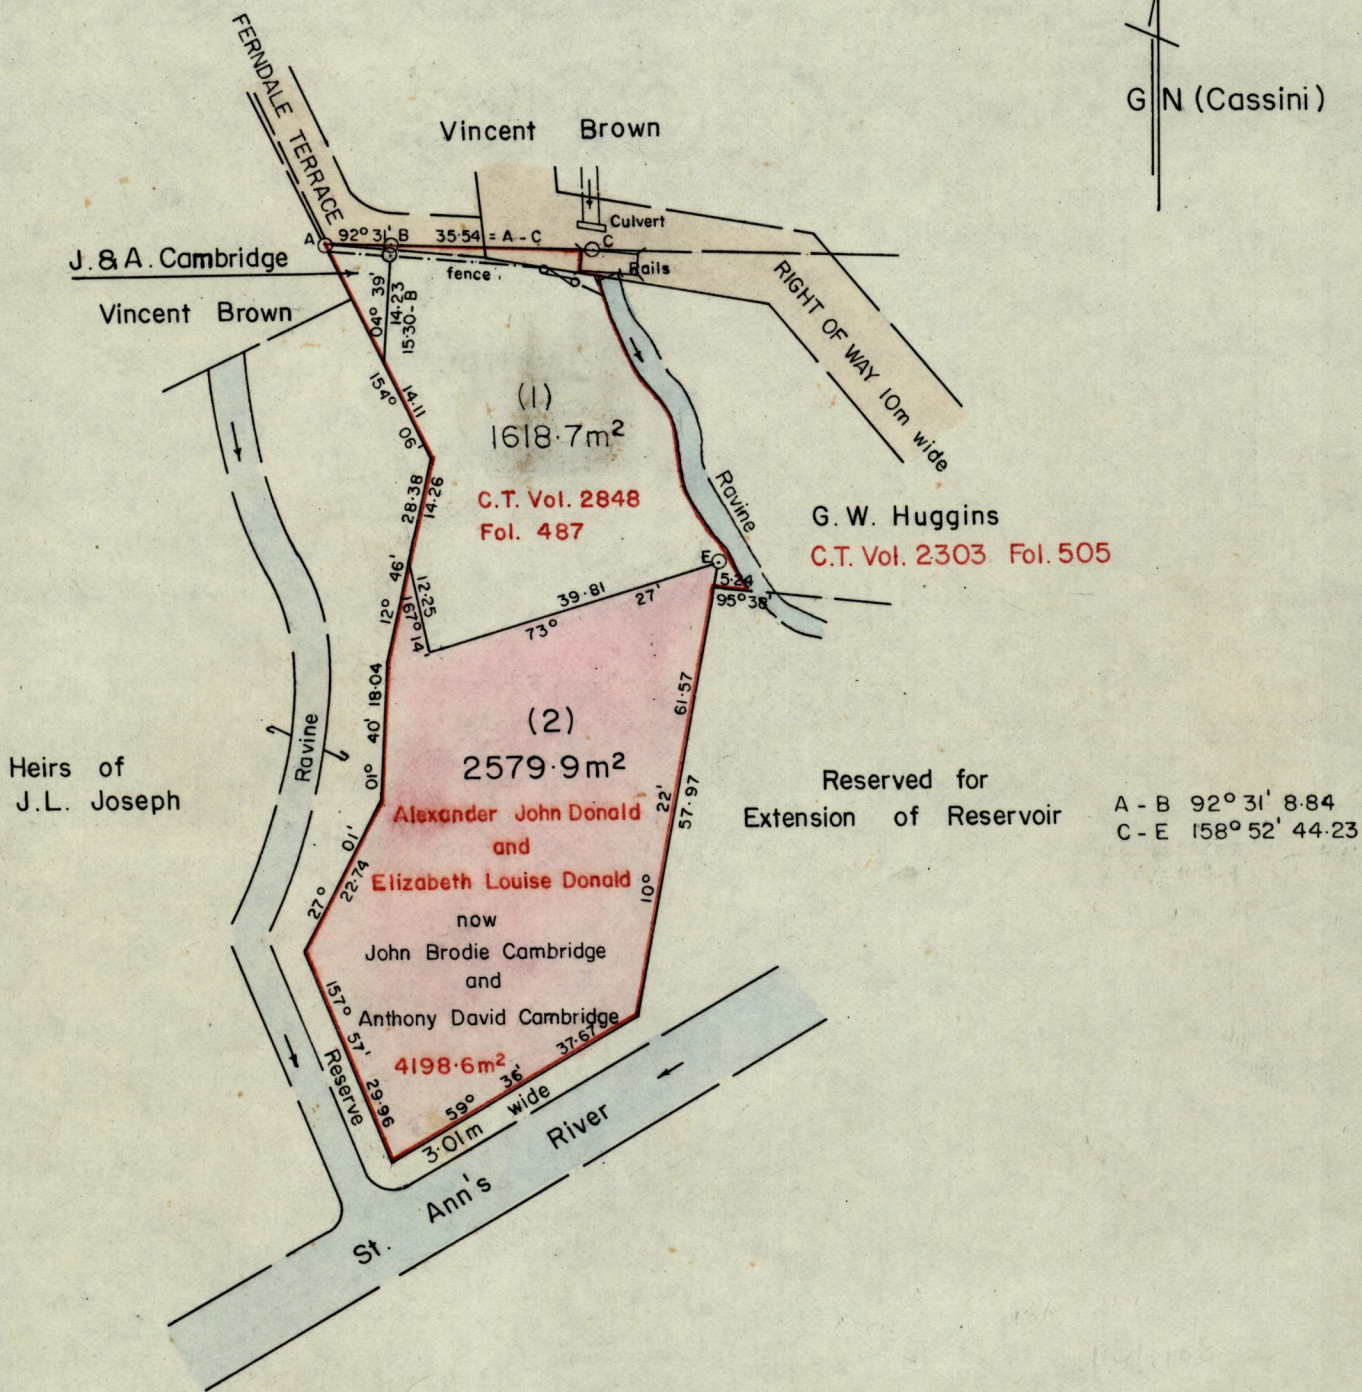 FERNDALE TERRACE
G N (Cassini)
Vincent Brown
Culvert
A 92° 31' B 35·54 = A - C C
J. & A. Cambridge
fence
Rails
Vincent Brown
04° 39'
14·23
15·30-B
RIGHT OF WAY 10m wide
154° 06'
14·11
(1)
1618·7m²
C.T. Vol. 2848
Fol. 487
28·38
14·26
Ravine
G. W. Huggins
C.T. Vol. 2303 Fol. 505
E
5·24
95° 38'
12° 46'
12·25
167° 14'
39·81
73° 27'
18·04
01° 40'
61·57
10° 22'
57·97
Ravine
(2)
2579·9m²
Heirs of
J.L. Joseph
Reserved for
Extension of Reservoir
A - B 92° 31' 8·84
C - E 158° 52' 44·23
Alexander John Donald
and
Elizabeth Louise Donald
now
John Brodie Cambridge
and
Anthony David Cambridge
4198·6m²
27° 01'
22·74
157° 57'
29·96
59° 36'
37·67
Reserve
3·01m wide
St. Ann's River